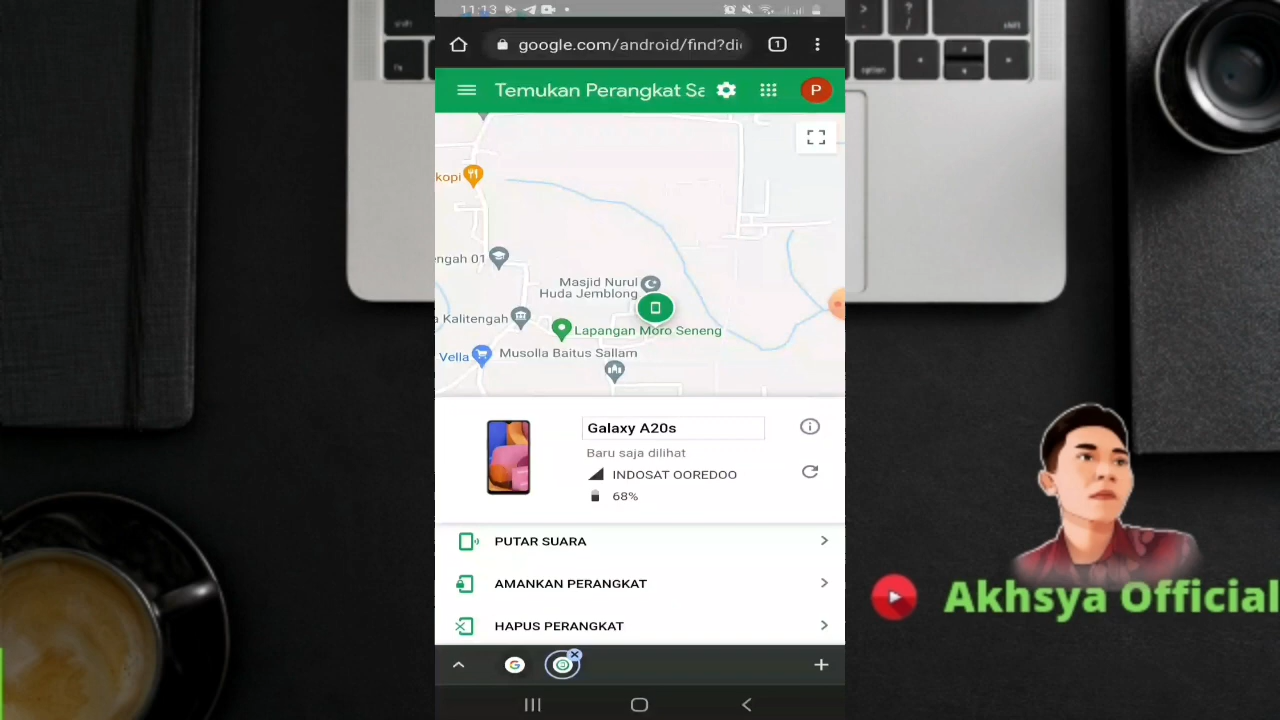 11:13
google.com/android/find?di
1
Temukan Perangkat Sa
P
kopi
engah 01
Masjid Nurul
Huda Jemblong
a Kalitengah
Lapangan Moro Seneng
Vella
Musolla Baitus Sallam
Galaxy A20s
Baru saja dilihat
INDOSAT OOREDOO
68%
PUTAR SUARA
AMANKAN PERANGKAT
HAPUS PERANGKAT
Akhsya Official
G
shift
option